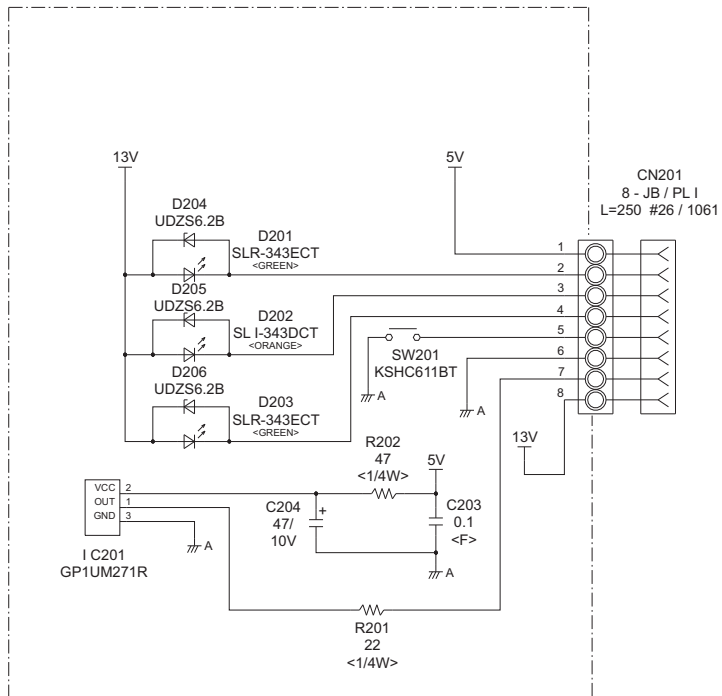 13V
5V
CN201
8 - JB / PL I
L=250 #26 / 1061
D204
UDZS6.2B
D201
SLR-343ECT
<GREEN>
1
2
D205
UDZS6.2B
3
D202
SL I-343DCT
<ORANGE>
4
5
SW201
KSHC611BT
6
D206
UDZS6.2B
7
A
8
A
D203
SLR-343ECT
<GREEN>
13V
R202
47
<1/4W>
5V
VCC 2
OUT 1
GND 3
C204
47/
10V
+
C203
0.1
<F>
A
I C201
GP1UM271R
A
R201
22
<1/4W>